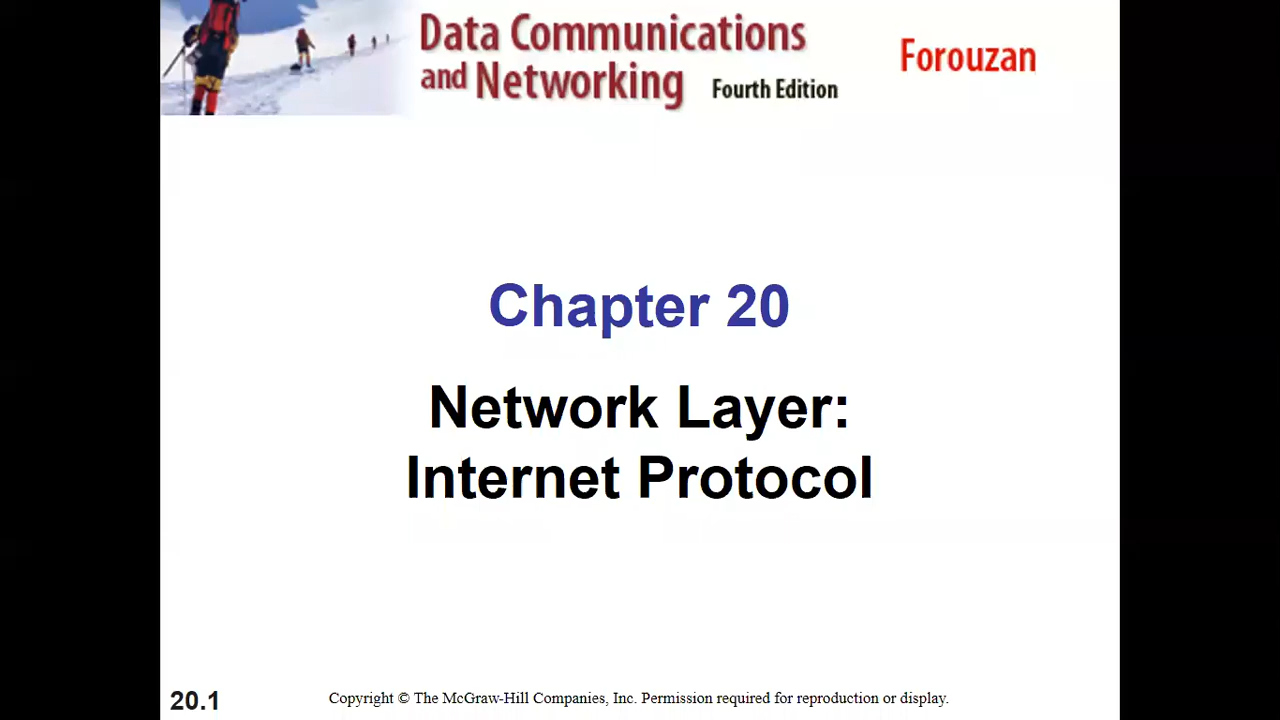 Data Communications
and Networking Fourth Edition
Forouzan
Chapter 20
Network Layer:
Internet Protocol
20.1
Copyright © The McGraw-Hill Companies, Inc. Permission required for reproduction or display.